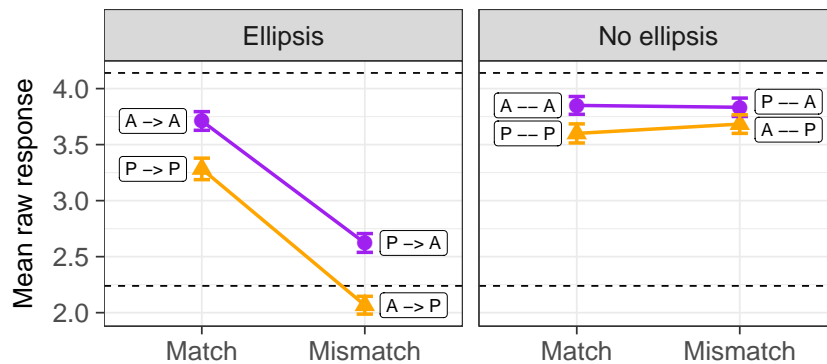 Ellipsis
No ellipsis
Mean raw response
4.0
3.5
3.0
2.5
2.0
A −> A
P −> P
P −> A
A −> P
A −− A
P −− P
P −− A
A −− P
Match
Mismatch
Match
Mismatch